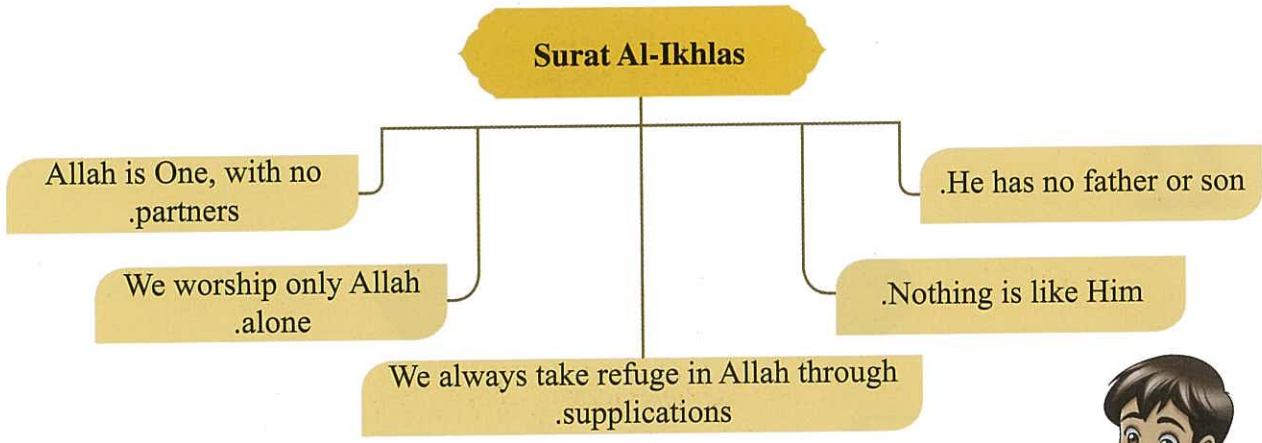 Surat Al-Ikhlas
Allah is One, with no
.partners
.He has no father or son
We worship only Allah
.alone
.Nothing is like Him
We always take refuge in Allah through
.supplications